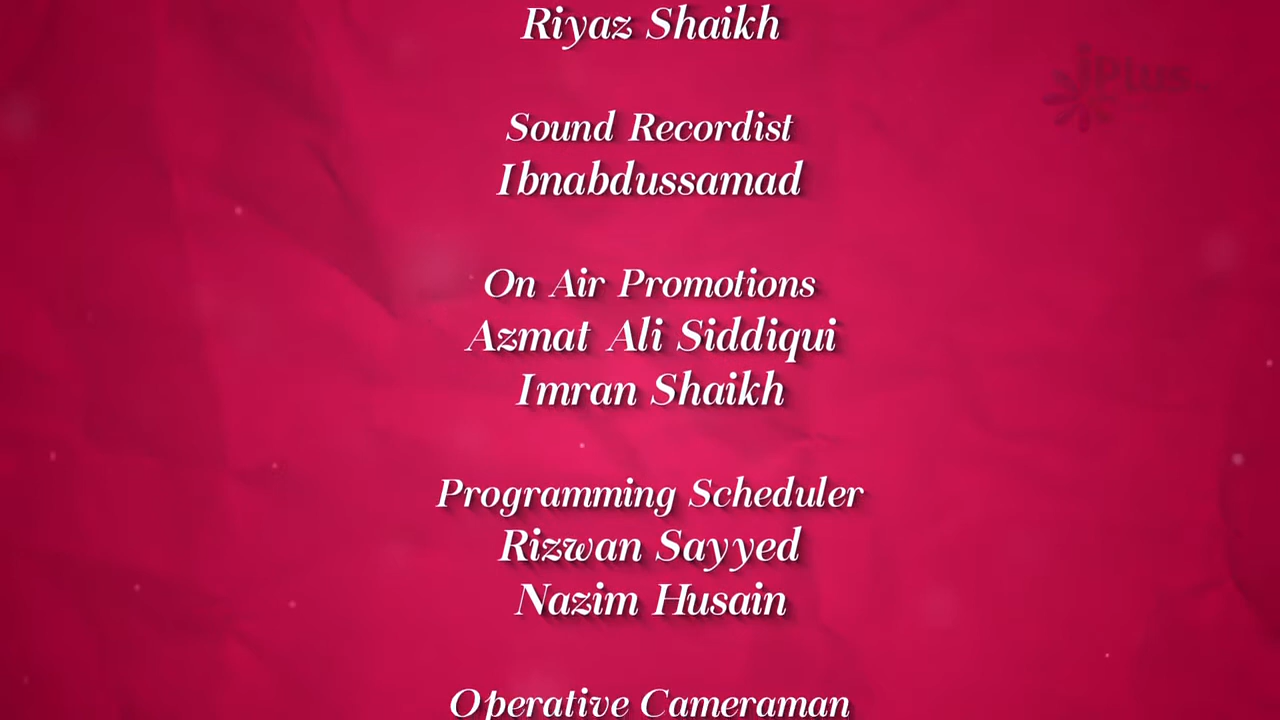 Riyaz Shaikh
iPlus
Sound Recordist
Ibnabdussamad
On Air Promotions
Azmat Ali Siddiqui
Imran Shaikh
Programming Scheduler
Rizwan Sayyed
Nazim Husain
Operative Cameraman